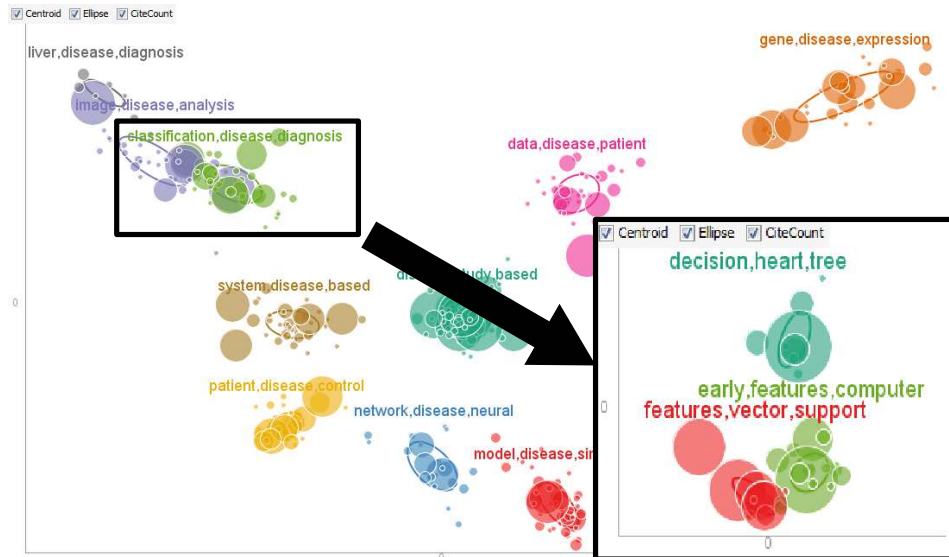 Centroid Ellipse CiteCount
gene,disease,expression
liver,disease,diagnosis
image,disease,analysis
classification,disease,diagnosis
data,disease,patient
Centroid Ellipse CiteCount
decision,heart,tree
system,disease,based
0
early,features,computer
0
patient,disease,control
features,vector,support
network,disease,neural
0
0